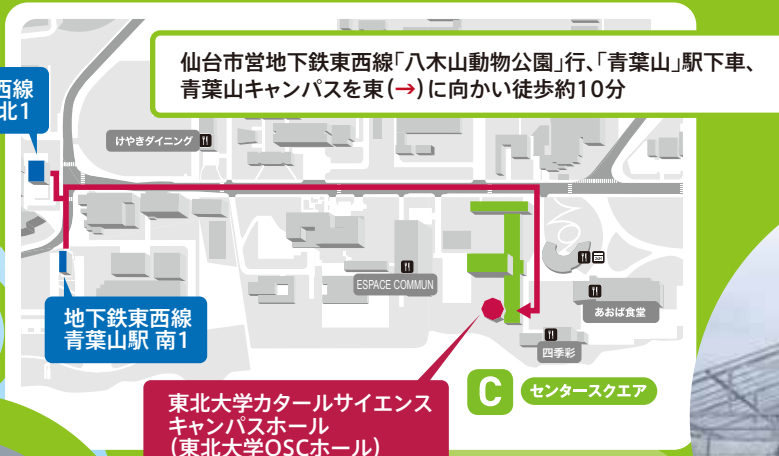 仙台市営地下鉄東西線「八木山動物公園」行、「青葉山」駅下車、
青葉山キャンパスを東(→)に向かい徒歩約10分
西線
北1
けやきダイニング
ESPACE COMMUN
あおば食堂
四季彩
地下鉄東西線
青葉山駅 南1
C センタースクエア
東北大学カタールサイエンス
キャンパスホール
(東北大学QSCホール)